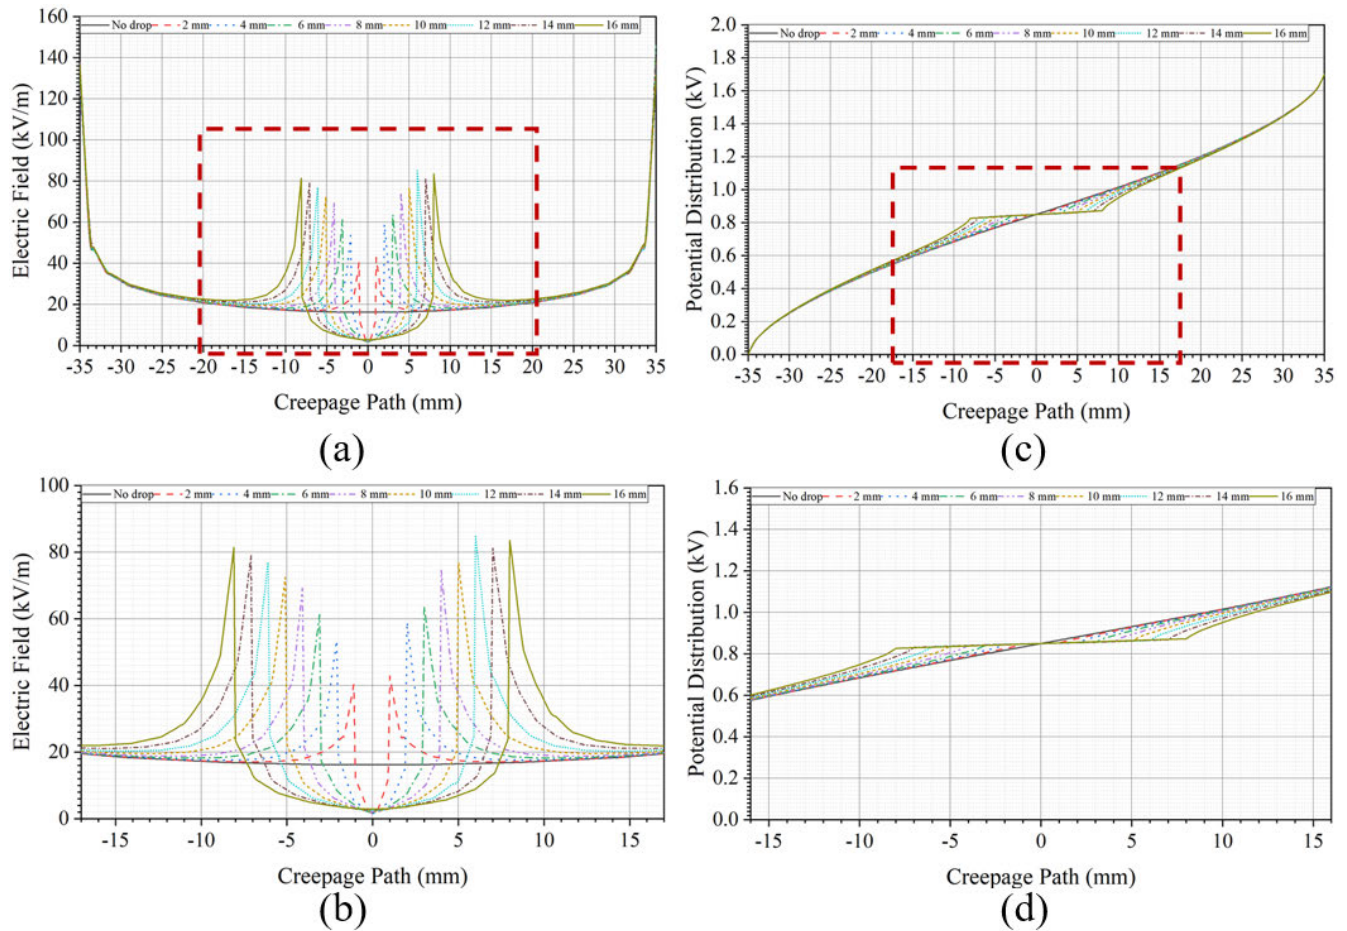 No drop 2 mm 4 mm 6 mm 8 mm 10 mm 12 mm 14 mm 16 mm
160
140
120
100
80
60
40
20
0
Electric Field (kV/m)
-35 -30 -25 -20 -15 -10 -5 0 5 10 15 20 25 30 35
Creepage Path (mm)
(a)
No drop 2 mm 4 mm 6 mm 8 mm 10 mm 12 mm 14 mm 16 mm
2.0
1.8
1.6
1.4
1.2
1.0
0.8
0.6
0.4
0.2
0.0
Potential Distribution (kV)
-35 -30 -25 -20 -15 -10 -5 0 5 10 15 20 25 30 35
Creepage Path (mm)
(c)
No drop 2 mm 4 mm 6 mm 8 mm 10 mm 12 mm 14 mm 16 mm
100
80
60
40
20
0
Electric Field (kV/m)
-15 -10 -5 0 5 10 15
Creepage Path (mm)
(b)
No drop 2 mm 4 mm 6 mm 8 mm 10 mm 12 mm 14 mm 16 mm
1.6
1.4
1.2
1.0
0.8
0.6
0.4
0.2
0.0
Potential Distribution (kV)
-15 -10 -5 0 5 10 15
Creepage Path (mm)
(d)